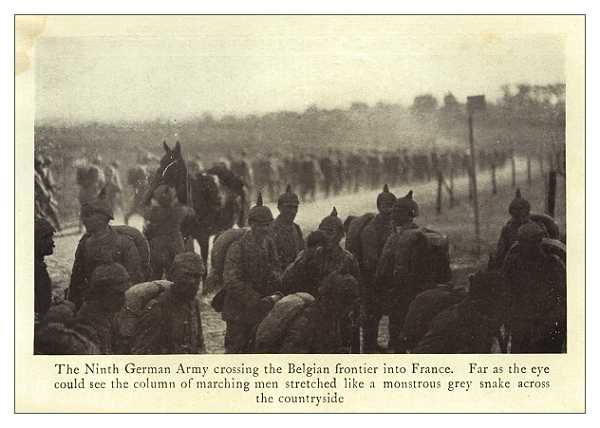 The Ninth German Army crossing the Belgian frontier into France. Far as the eye
could see the column of marching men stretched like a monstrous grey snake across
the countryside